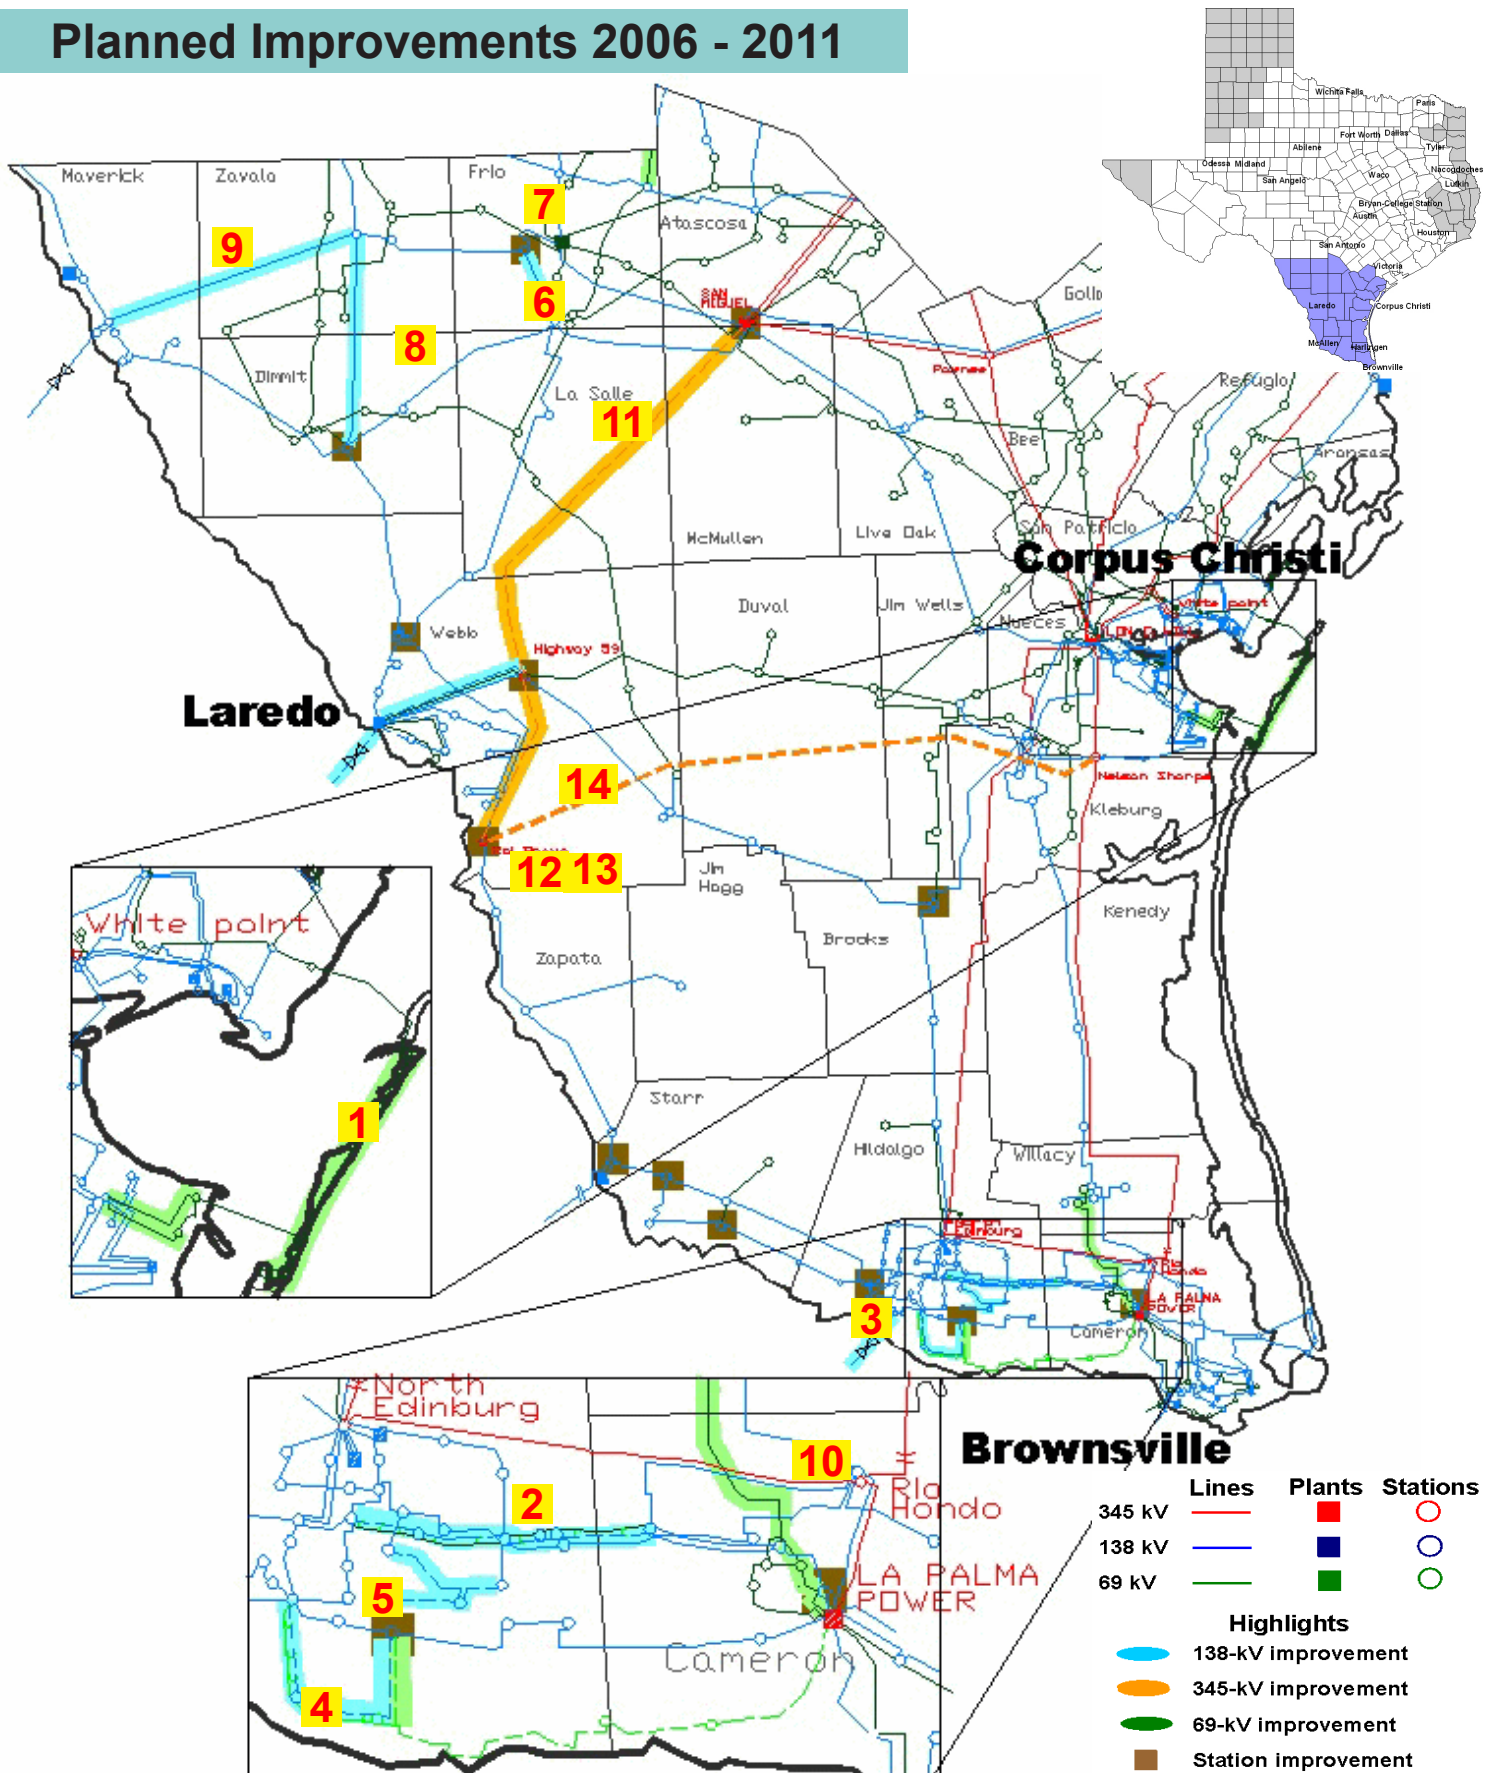 Planned Improvements 2006 - 2011
Wichita Falls
Paris
Fort Worth
Dallas
Tyler
Abilene
Odessa
Midland
Nacogdoches
Waco
Lufkin
San Angelo
Bryan-College Station
Austin
Houston
San Antonio
Victoria
Laredo
Corpus Christi
McAllen
Harlingen
Brownville
Maverick
Zavala
Frio
7
Atascosa
9
6
SAN
MIGUEL
8
Pawnee
Dimmit
La Salle
11
Refugio
Bee
Aransas
McMullen
Live Oak
San Patricio
Corpus Christi
Duval
Jim Wells
Nueces
White point
Webb
Highway 59
Laredo
14
Nelson Sharpe
Kleburg
12
13
Jim
Hogg
Kenedy
Brooks
White point
Zapata
1
Starr
Hidalgo
Willacy
Edinburg
Rio
Hondo
LA PALMA
POWER
3
Cameron
North
Edinburg
Brownsville
10
Rio
Hondo
2
LA PALMA
POWER
5
Cameron
4
Lines
Plants
Stations
345 kV
138 kV
69 kV
Highlights
138-kV improvement
345-kV improvement
69-kV improvement
Station improvement